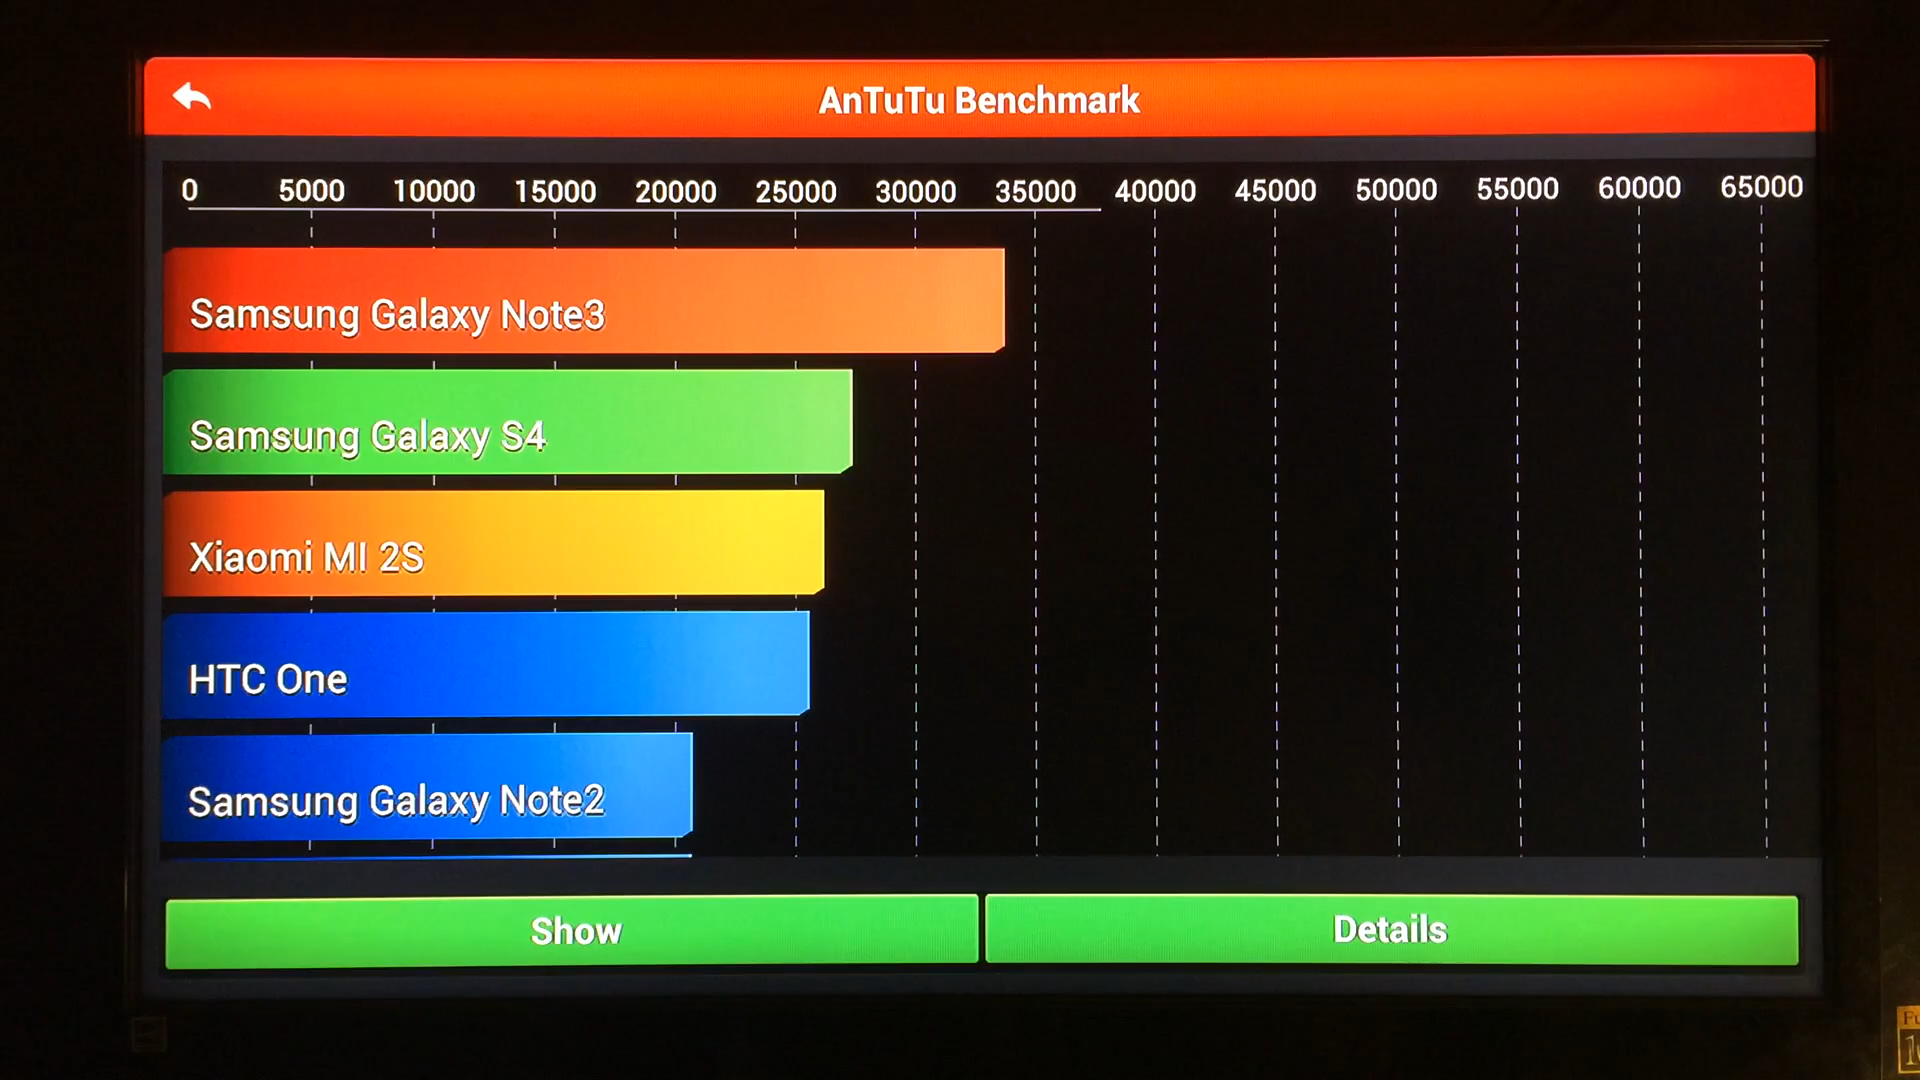 AnTuTu Benchmark
0 5000 10000 15000 20000 25000 30000 35000 40000 45000 50000 55000 60000 65000
Samsung Galaxy Note3
Samsung Galaxy S4
Xiaomi MI 2S
HTC One
Samsung Galaxy Note2
Show Details